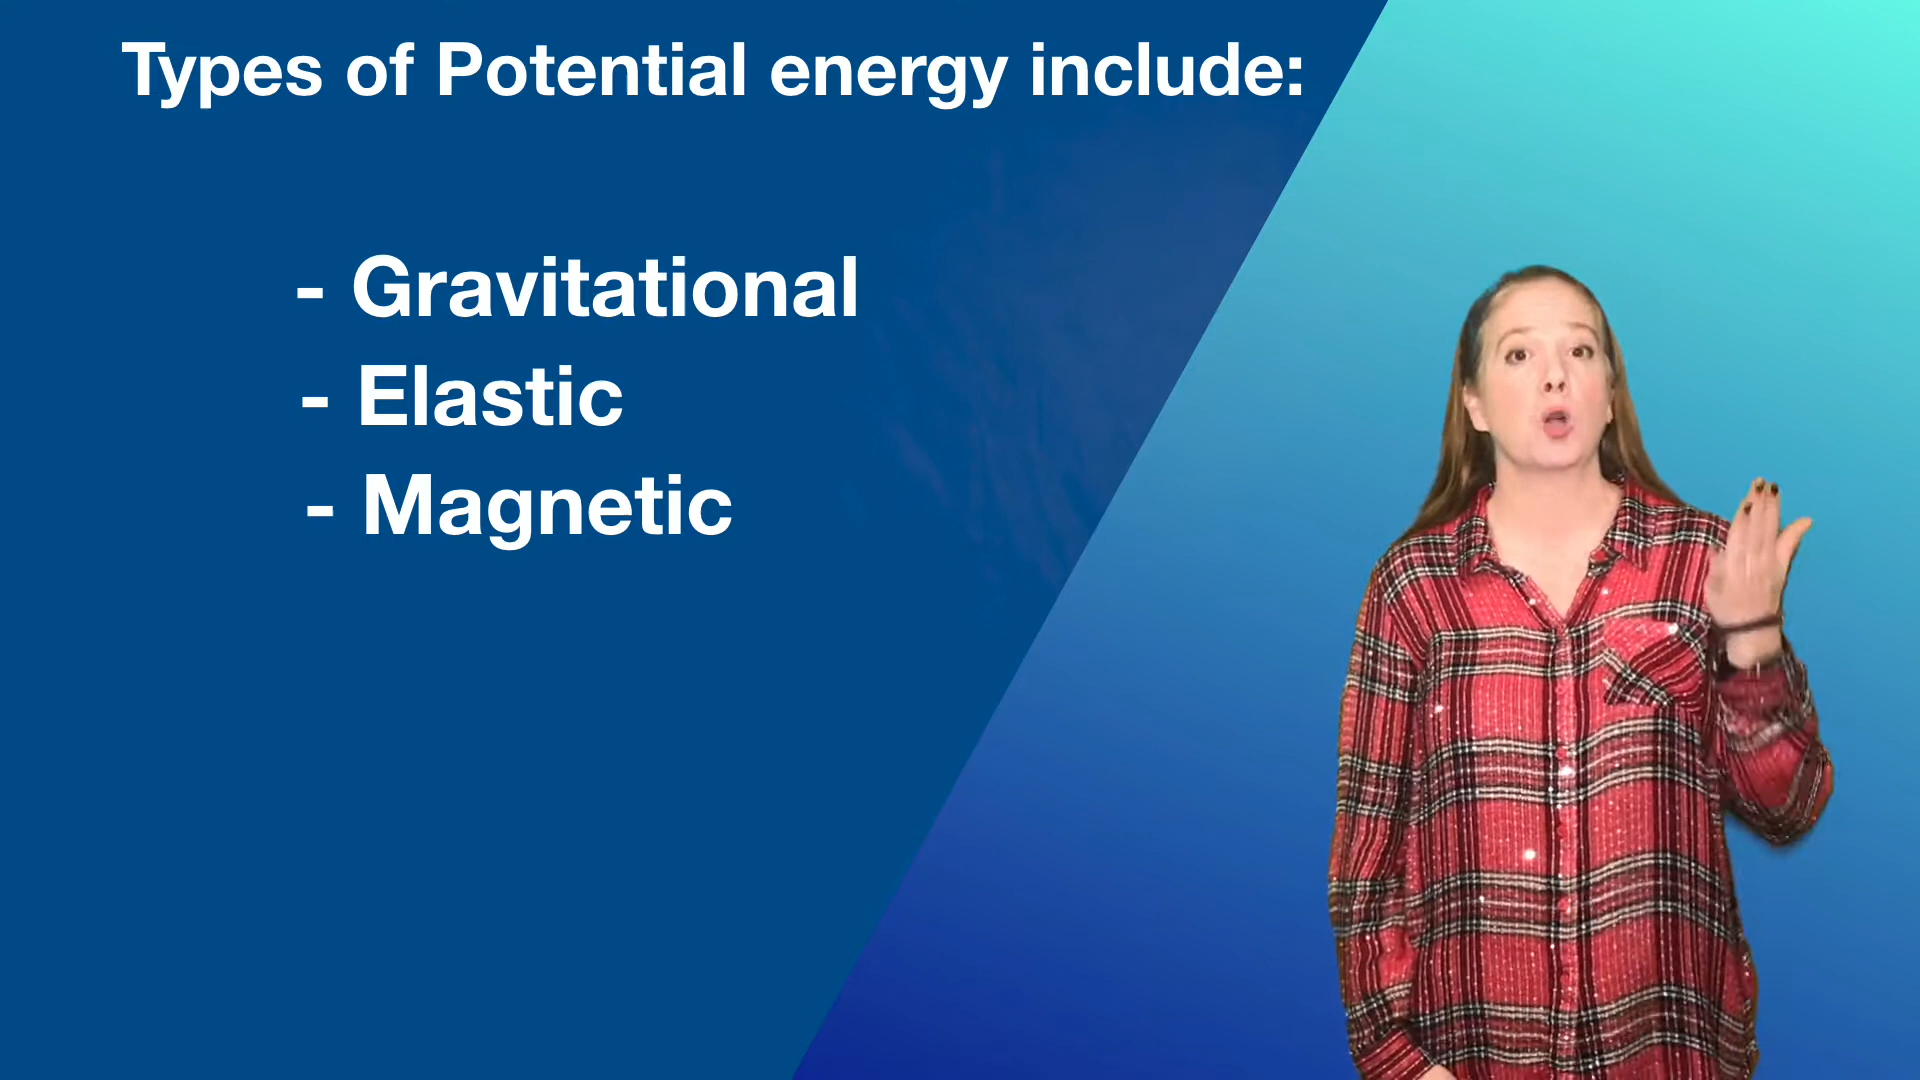 Types of Potential energy include:
- Gravitational
- Elastic
- Magnetic